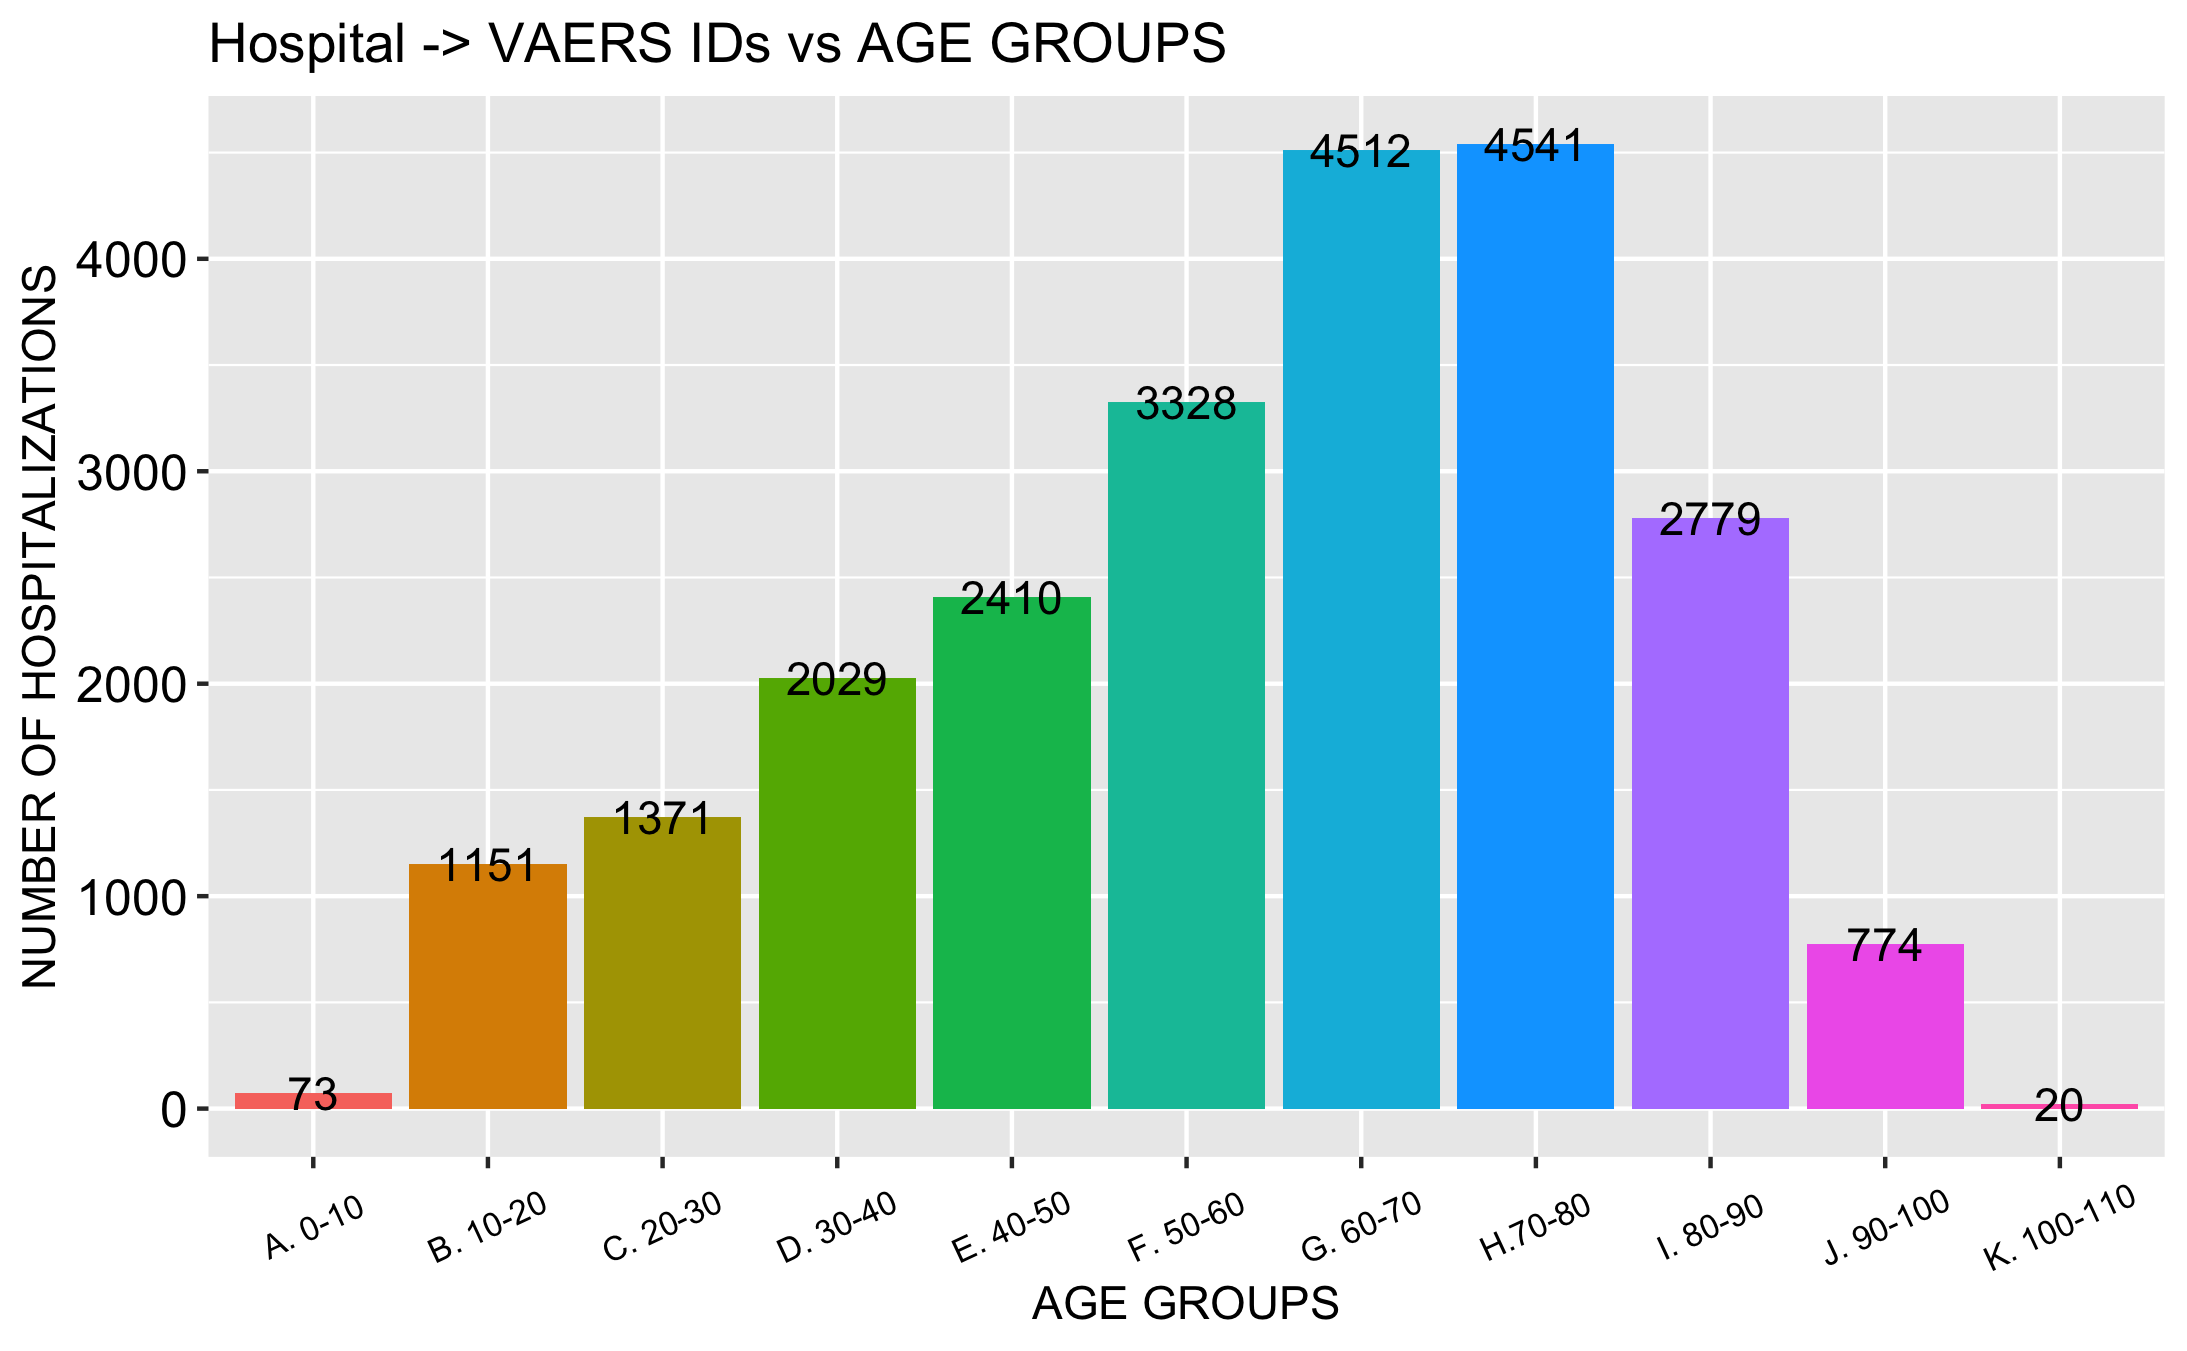 Hospital -> VAERS IDs vs AGE GROUPS
NUMBER OF HOSPITALIZATIONS
4000
3000
2000
1000
0
73
1151
1371
2029
2410
3328
4512
4541
2779
774
20
A. 0-10
B. 10-20
C. 20-30
D. 30-40
E. 40-50
F. 50-60
G. 60-70
H.70-80
I. 80-90
J. 90-100
K. 100-110
AGE GROUPS